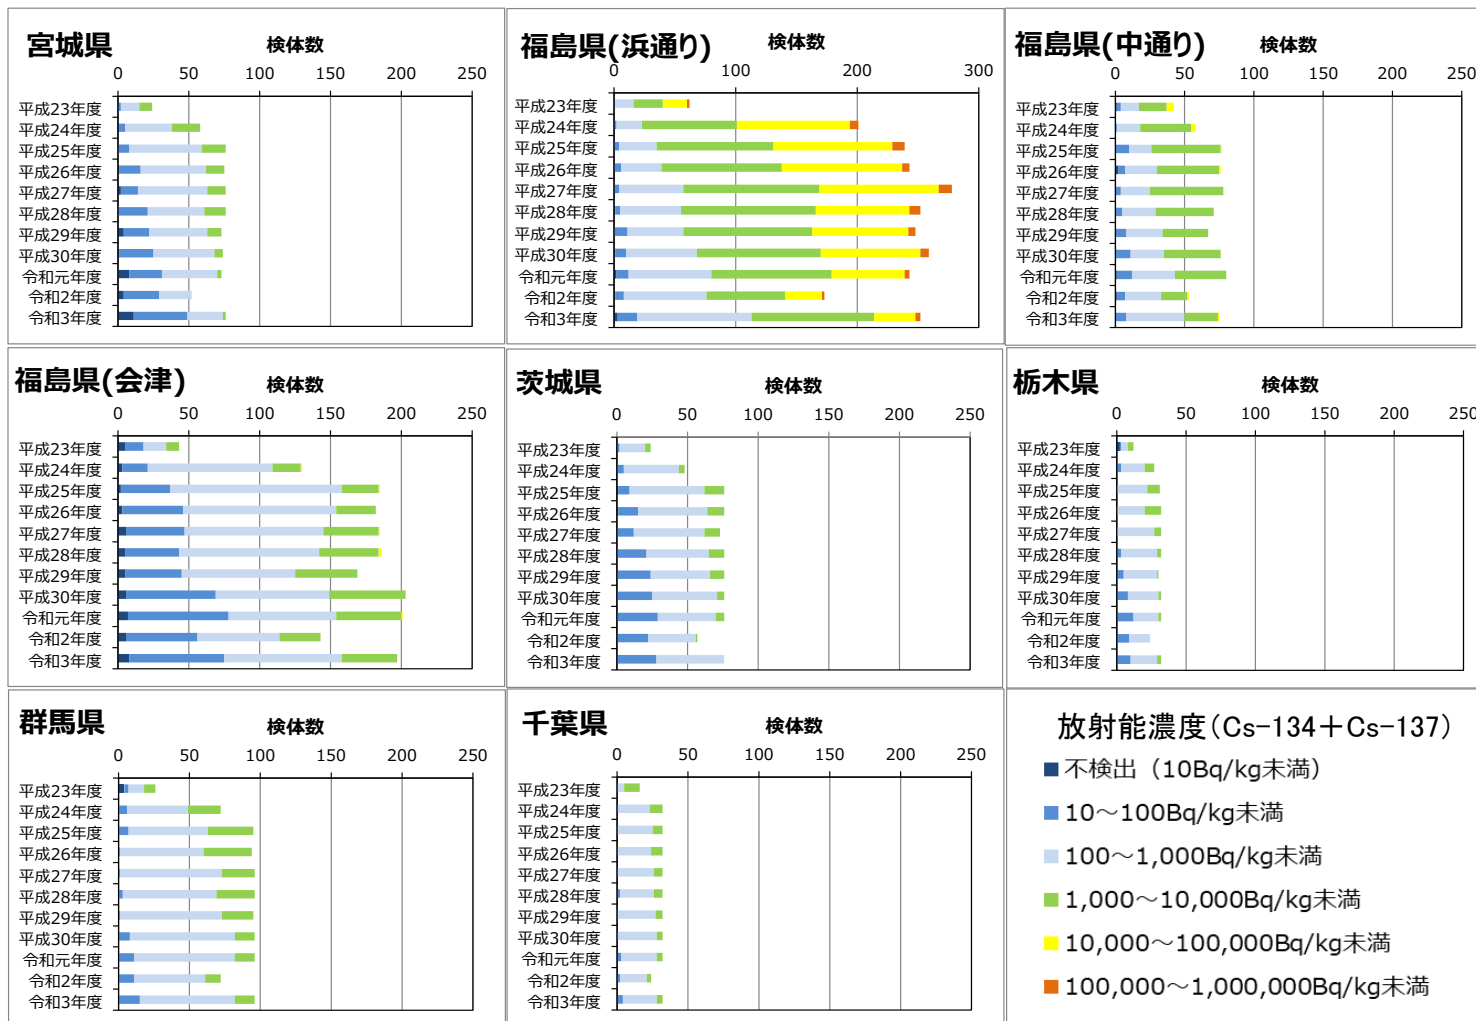 宮城県 検体数
0 50 100 150 200 250
平成23年度
平成24年度
平成25年度
平成26年度
平成27年度
平成28年度
平成29年度
平成30年度
令和元年度
令和2年度
令和3年度
福島県(浜通り) 検体数
0 100 200 300
平成23年度
平成24年度
平成25年度
平成26年度
平成27年度
平成28年度
平成29年度
平成30年度
令和元年度
令和2年度
令和3年度
福島県(中通り) 検体数
0 50 100 150 200 250
平成23年度
平成24年度
平成25年度
平成26年度
平成27年度
平成28年度
平成29年度
平成30年度
令和元年度
令和2年度
令和3年度
福島県(会津) 検体数
0 50 100 150 200 250
平成23年度
平成24年度
平成25年度
平成26年度
平成27年度
平成28年度
平成29年度
平成30年度
令和元年度
令和2年度
令和3年度
茨城県 検体数
0 50 100 150 200 250
平成23年度
平成24年度
平成25年度
平成26年度
平成27年度
平成28年度
平成29年度
平成30年度
令和元年度
令和2年度
令和3年度
栃木県 検体数
0 50 100 150 200 250
平成23年度
平成24年度
平成25年度
平成26年度
平成27年度
平成28年度
平成29年度
平成30年度
令和元年度
令和2年度
令和3年度
群馬県 検体数
0 50 100 150 200 250
平成23年度
平成24年度
平成25年度
平成26年度
平成27年度
平成28年度
平成29年度
平成30年度
令和元年度
令和2年度
令和3年度
千葉県 検体数
0 50 100 150 200 250
平成23年度
平成24年度
平成25年度
平成26年度
平成27年度
平成28年度
平成29年度
平成30年度
令和元年度
令和2年度
令和3年度
放射能濃度(Cs-134+Cs-137)
不検出（10Bq/kg未満）
10～100Bq/kg未満
100～1,000Bq/kg未満
1,000～10,000Bq/kg未満
10,000～100,000Bq/kg未満
100,000～1,000,000Bq/kg未満